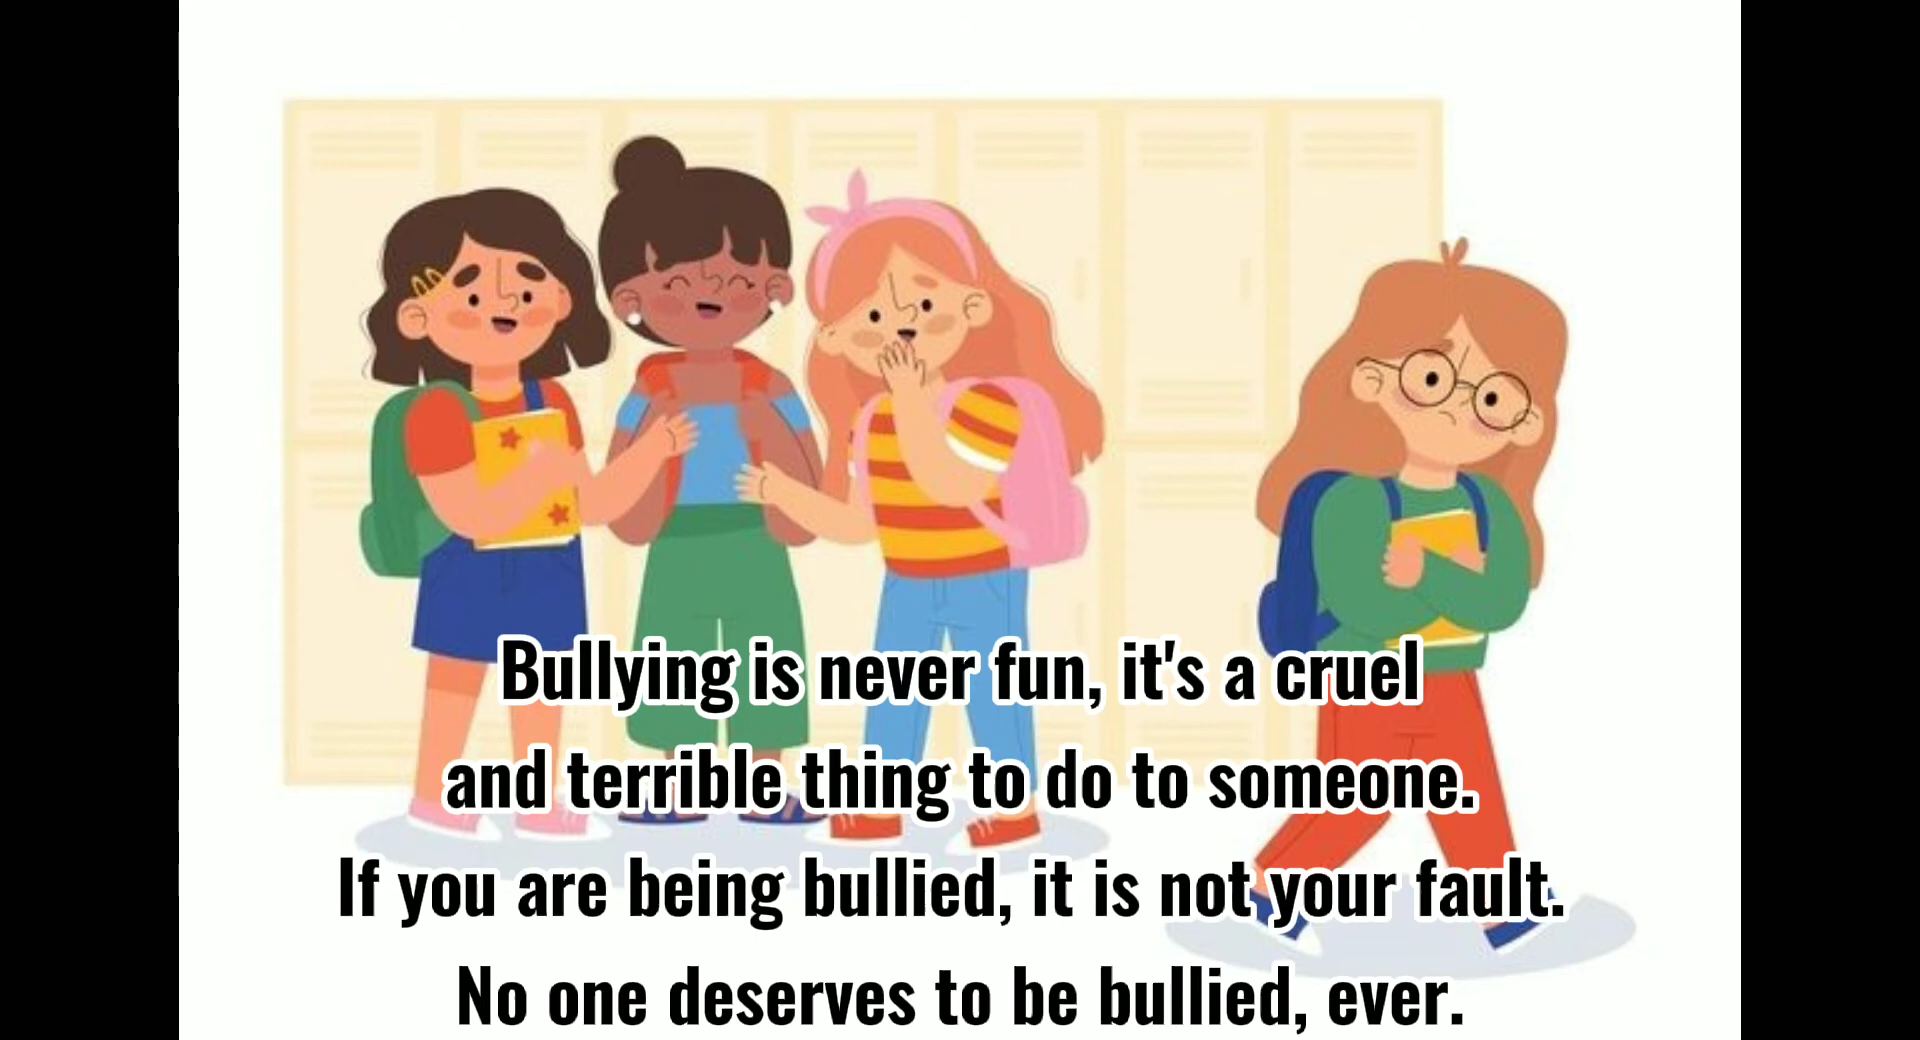 Bullying is never fun, it's a cruel
and terrible thing to do to someone.
If you are being bullied, it is not your fault.
No one deserves to be bullied, ever.